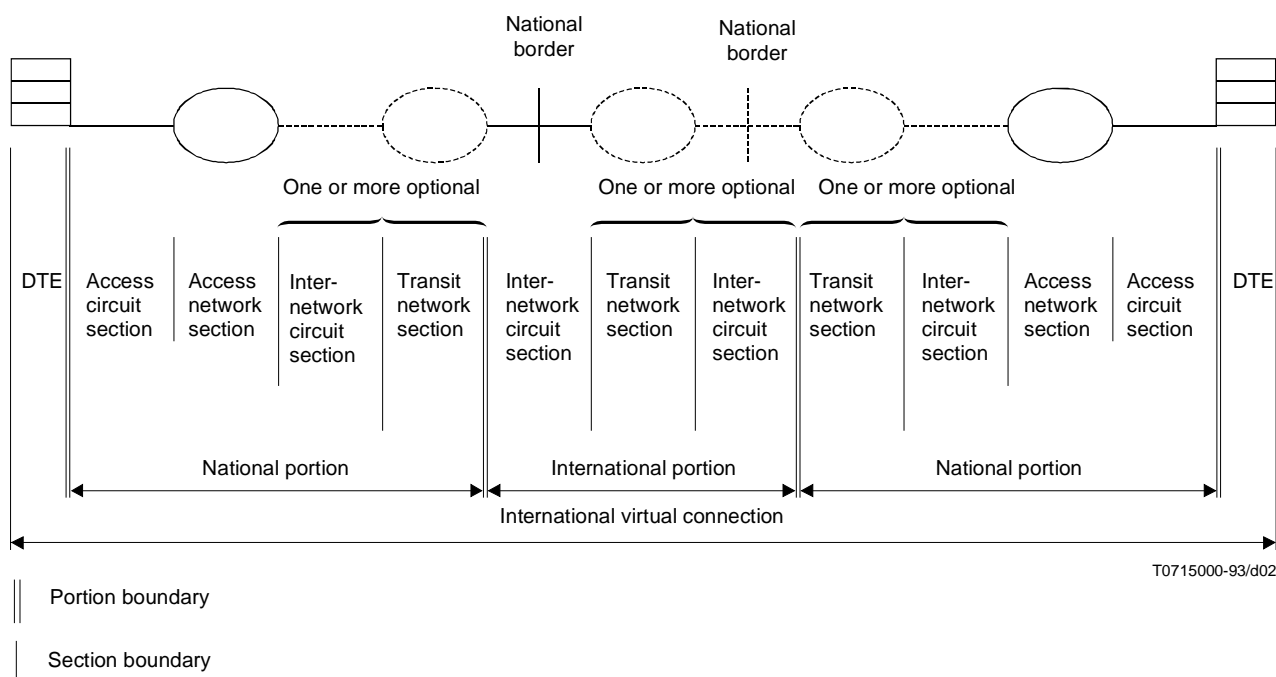 National
border
National
border
One or more optional
One or more optional
One or more optional
DTE
Access
circuit
section
Access
network
section
Inter-
network
circuit
section
Transit
network
section
Inter-
network
circuit
section
Transit
network
section
Inter-
network
circuit
section
Transit
network
section
Inter-
network
circuit
section
Access
network
section
Access
circuit
section
DTE
National portion
International portion
National portion
International virtual connection
T0715000-93/d02
Portion boundary
Section boundary